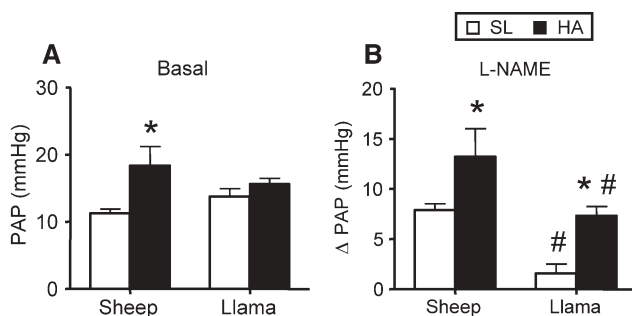 SL HA
A Basal
PAP (mmHg)
30
20
10
0
*
Sheep Llama
B L-NAME
Δ PAP (mmHg)
20
15
10
5
0
*
* #
#
Sheep Llama